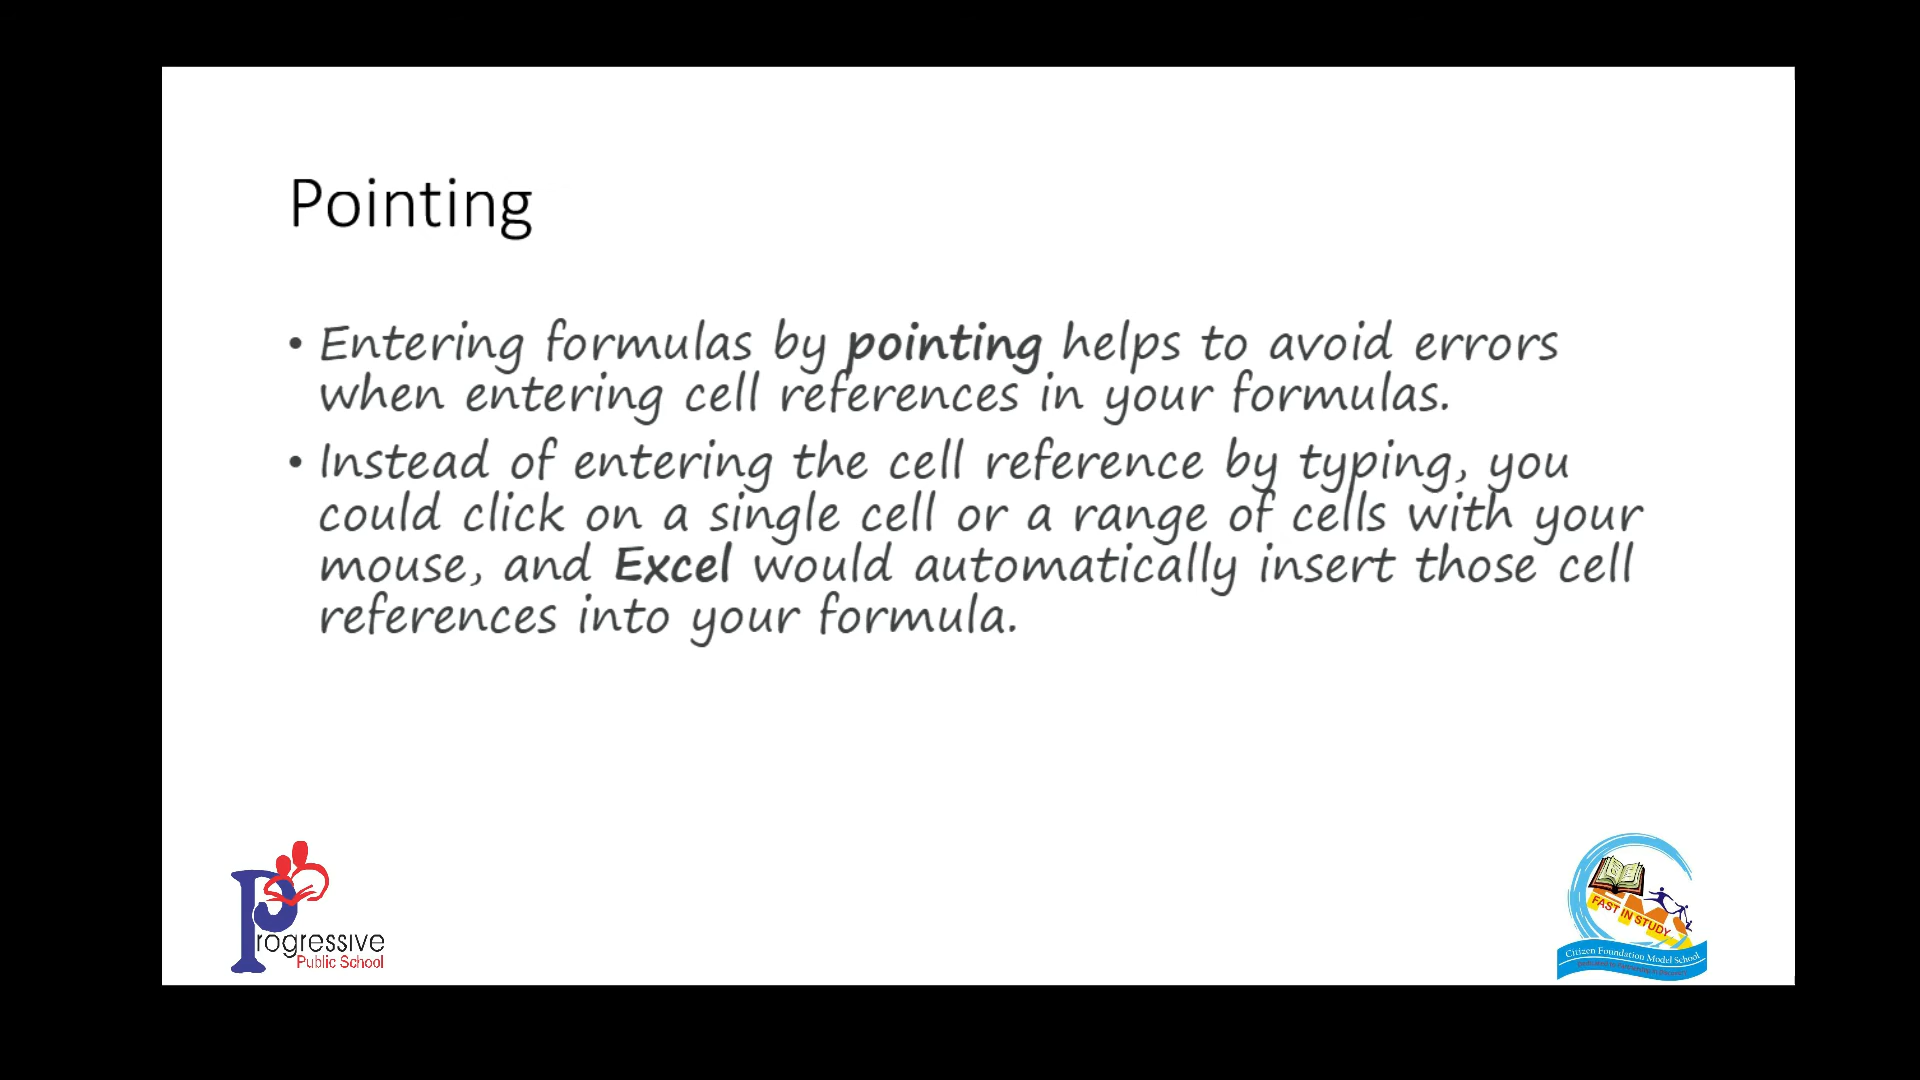 Pointing
• Entering formulas by pointing helps to avoid errors
when entering cell references in your formulas.
• Instead of entering the cell reference by typing, you
could click on a single cell or a range of cells with your
mouse, and Excel would automatically insert those cell
references into your formula.
Progressive
Public School
FAST IN STUDY
Citizen Foundation Model School